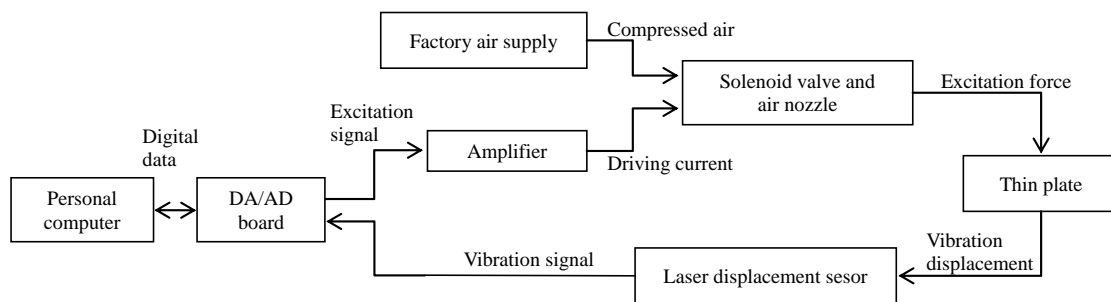 Factory air supply
Compressed air
Solenoid valve and
air nozzle
Excitation force
Excitation
signal
Amplifier
Driving current
Digital
data
Personal
computer
DA/AD
board
Thin plate
Vibration signal
Laser displacement sesor
Vibration
displacement